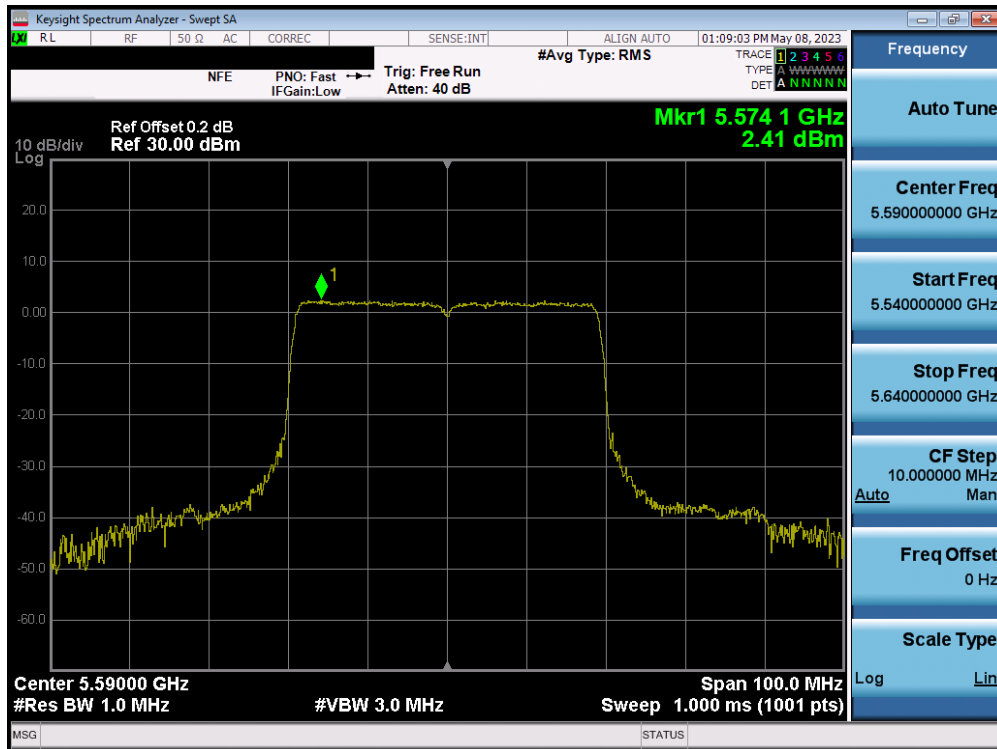 Keysight Spectrum Analyzer - Swept SA
LXI RL RF 50 Ω AC CORREC SENSE:INT ALIGN AUTO 01:09:03 PM May 08, 2023
#Avg Type: RMS TRACE 1 2 3 4 5 6
NFE PNO: Fast Trig: Free Run TYPE A WWWWW
IFGain:Low Atten: 40 dB DET A N N N N N
Mkr1 5.574 1 GHz
2.41 dBm
Ref Offset 0.2 dB
10 dB/div Ref 30.00 dBm
Log
20.0
10.0
1
0.00
-10.0
-20.0
-30.0
-40.0
-50.0
-60.0
Center 5.59000 GHz Span 100.0 MHz
#Res BW 1.0 MHz #VBW 3.0 MHz Sweep 1.000 ms (1001 pts)
MSG STATUS
Frequency
Auto Tune
Center Freq
5.590000000 GHz
Start Freq
5.540000000 GHz
Stop Freq
5.640000000 GHz
CF Step
10.000000 MHz
Auto Man
Freq Offset
0 Hz
Scale Type
Log Lin